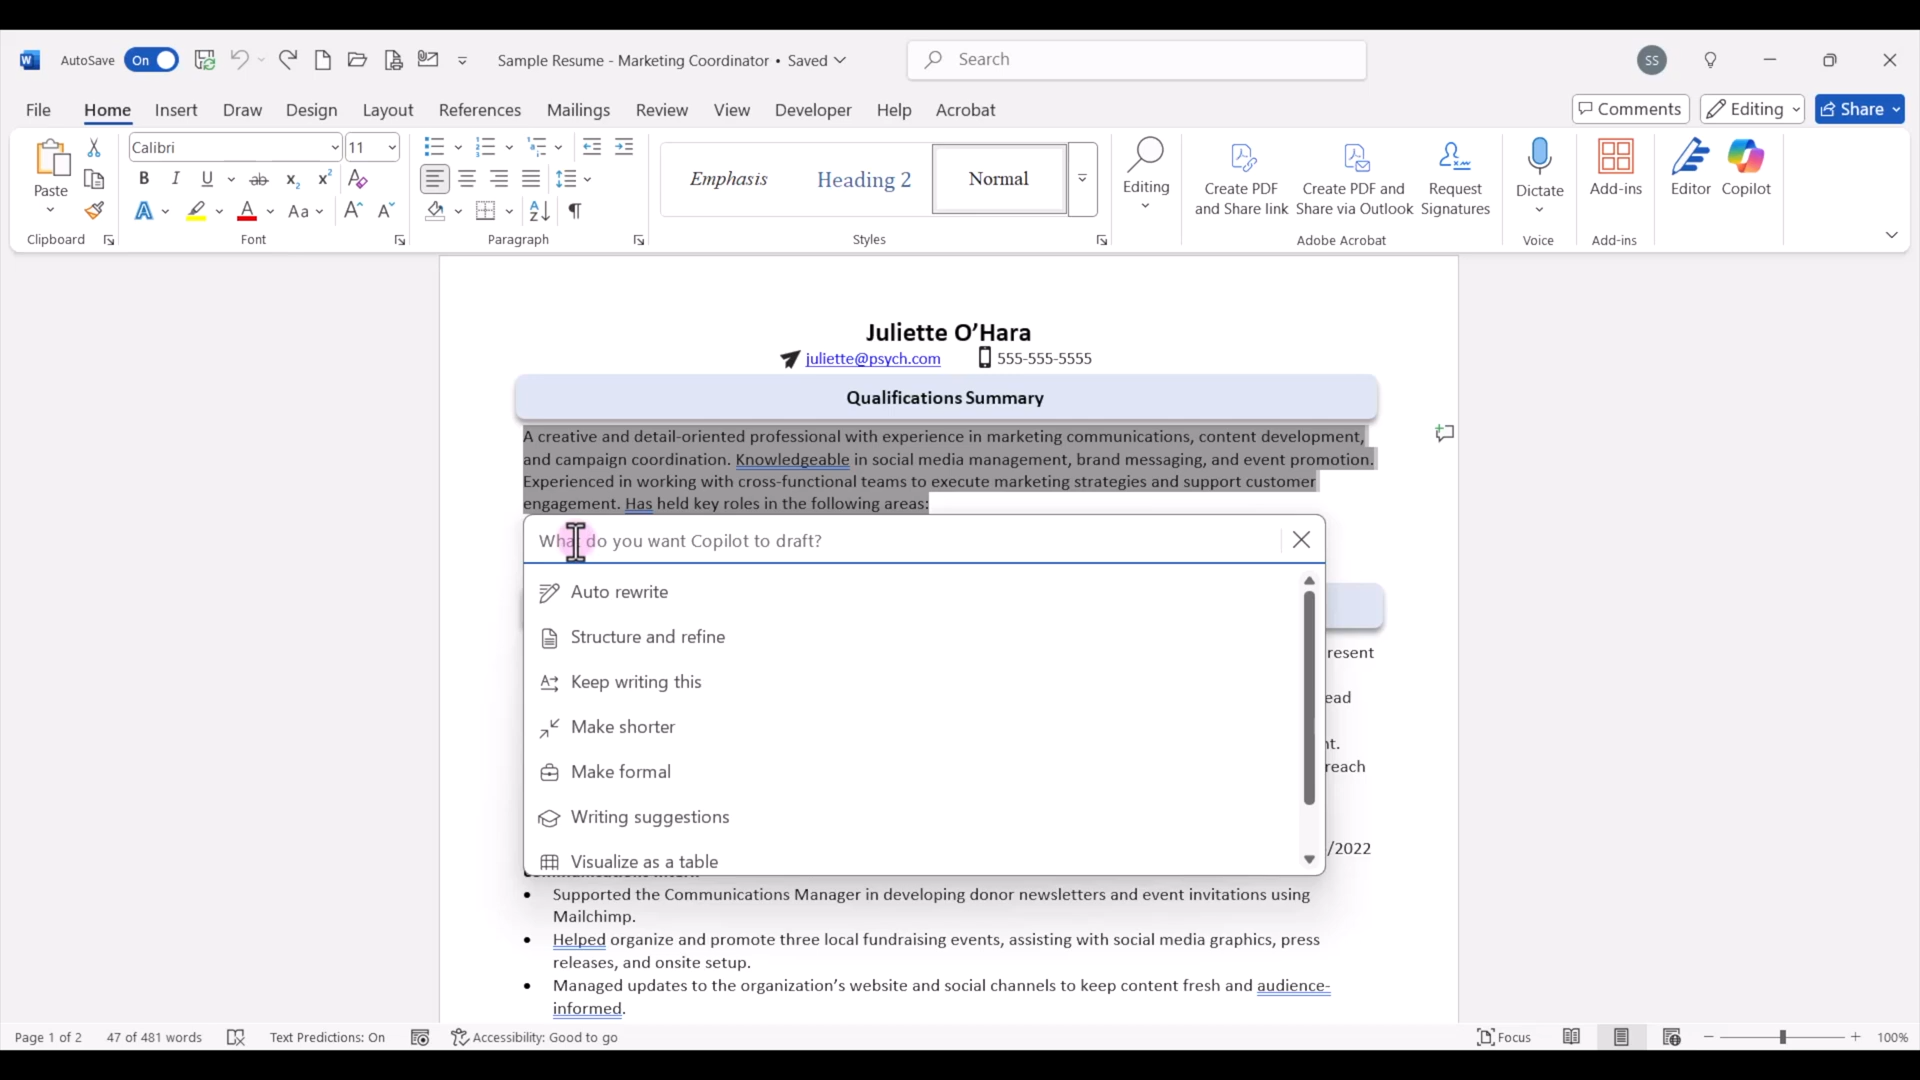 AutoSave On Sample Resume - Marketing Coordinator • Saved Search SS
File Home Insert Draw Design Layout References Mailings Review View Developer Help Acrobat Comments Editing Share
Paste
Clipboard
Calibri 11
B I U ab x2 x2 A
A A Aa A A
Font
Paragraph
Emphasis Heading 2 Normal
Styles
Editing
Create PDF
and Share link
Create PDF and
Share via Outlook
Request
Signatures
Adobe Acrobat
Dictate
Voice
Add-ins
Add-ins
Editor
Copilot
Juliette O’Hara
juliette@psych.com 555-555-5555
Qualifications Summary
A creative and detail-oriented professional with experience in marketing communications, content development,
and campaign coordination. Knowledgeable in social media management, brand messaging, and event promotion.
Experienced in working with cross-functional teams to execute marketing strategies and support customer
engagement. Has held key roles in the following areas:
What do you want Copilot to draft?
Auto rewrite
Structure and refine
Keep writing this
Make shorter
Make formal
Writing suggestions
Visualize as a table
resent
ead
nt.
reach
/2022
• Supported the Communications Manager in developing donor newsletters and event invitations using
Mailchimp.
• Helped organize and promote three local fundraising events, assisting with social media graphics, press
releases, and onsite setup.
• Managed updates to the organization’s website and social channels to keep content fresh and audience-
informed.
Page 1 of 2 47 of 481 words Text Predictions: On Accessibility: Good to go Focus 100%